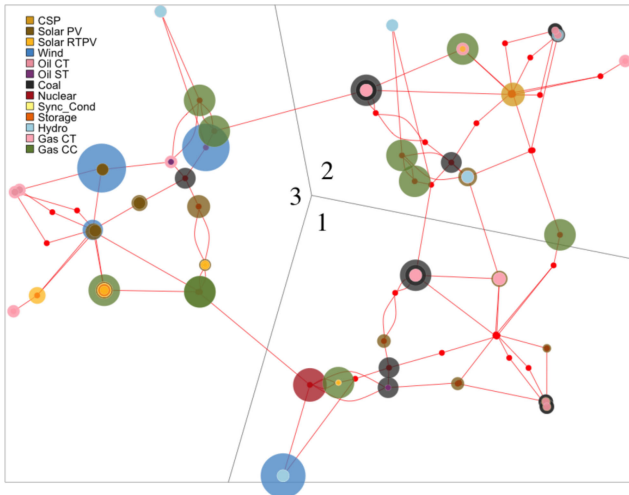 CSP
Solar PV
Solar RTPV
Wind
Oil CT
Oil ST
Coal
Nuclear
Sync_Cond
Storage
Hydro
Gas CT
Gas CC
2
3
1